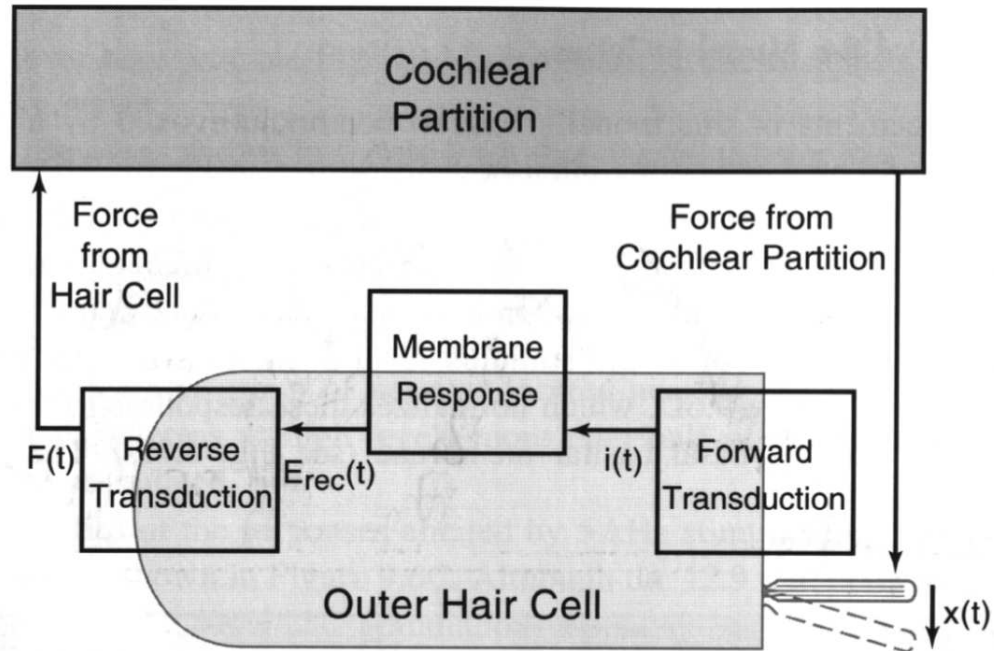 Cochlear
Partition
Force
from
Hair Cell
Force from
Cochlear Partition
Membrane
Response
F(t)
Reverse
Transduction
E_rec(t)
i(t)
Forward
Transduction
Outer Hair Cell
x(t)